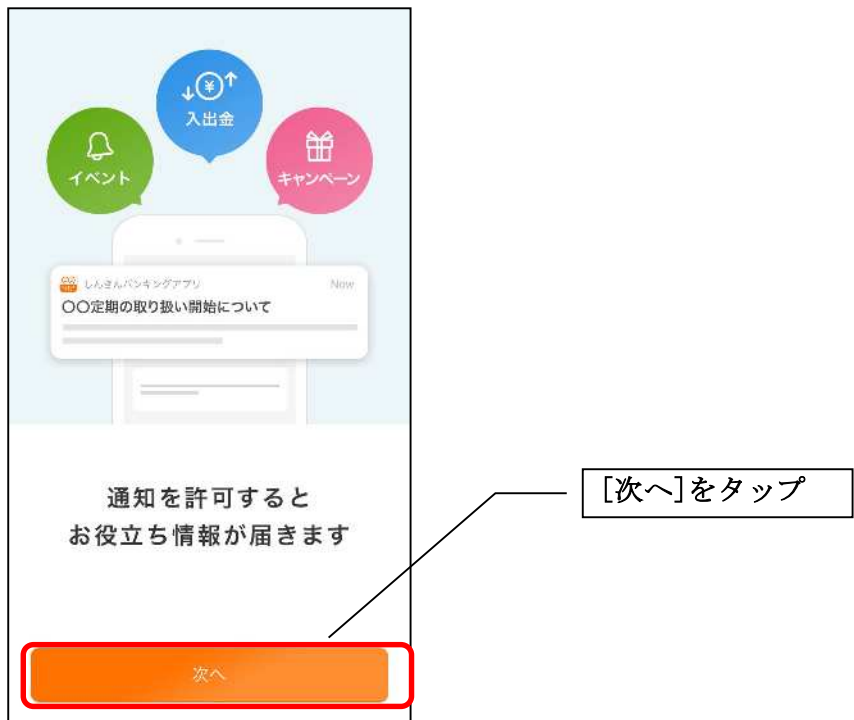 入出金
イベント
キャンペーン
しんきんバンキングアプリ Now
〇〇定期の取り扱い開始について
通知を許可すると
お役立ち情報が届きます
[次へ]をタップ
次へ